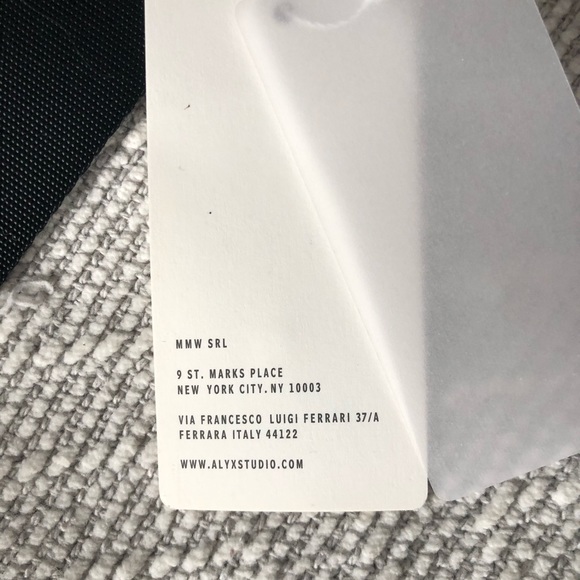 MMW SRL
9 ST. MARKS PLACE
NEW YORK CITY. NY 10003
VIA FRANCESCO LUIGI FERRARI 37/A
FERRARA ITALY 44122
WWW.ALYXSTUDIO.COM